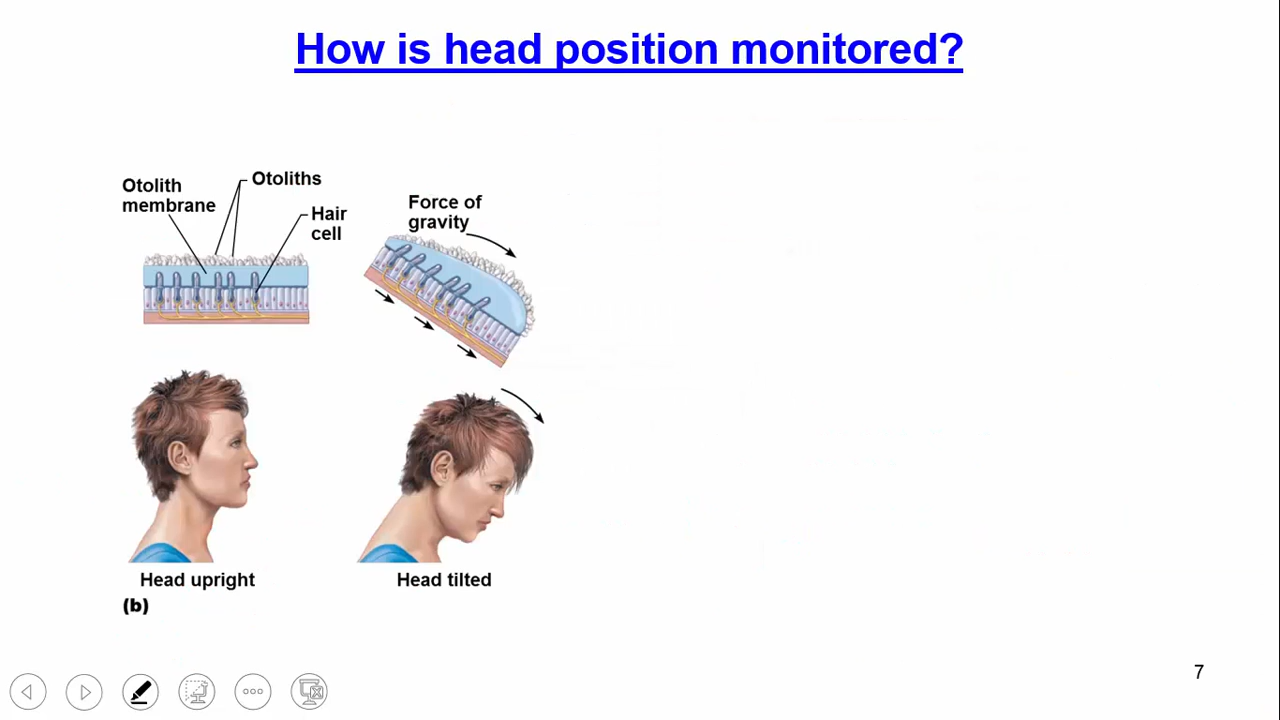 How is head position monitored?
Otolith
membrane
Otoliths
Hair
cell
Force of
gravity
Head upright
Head tilted
(b)
7